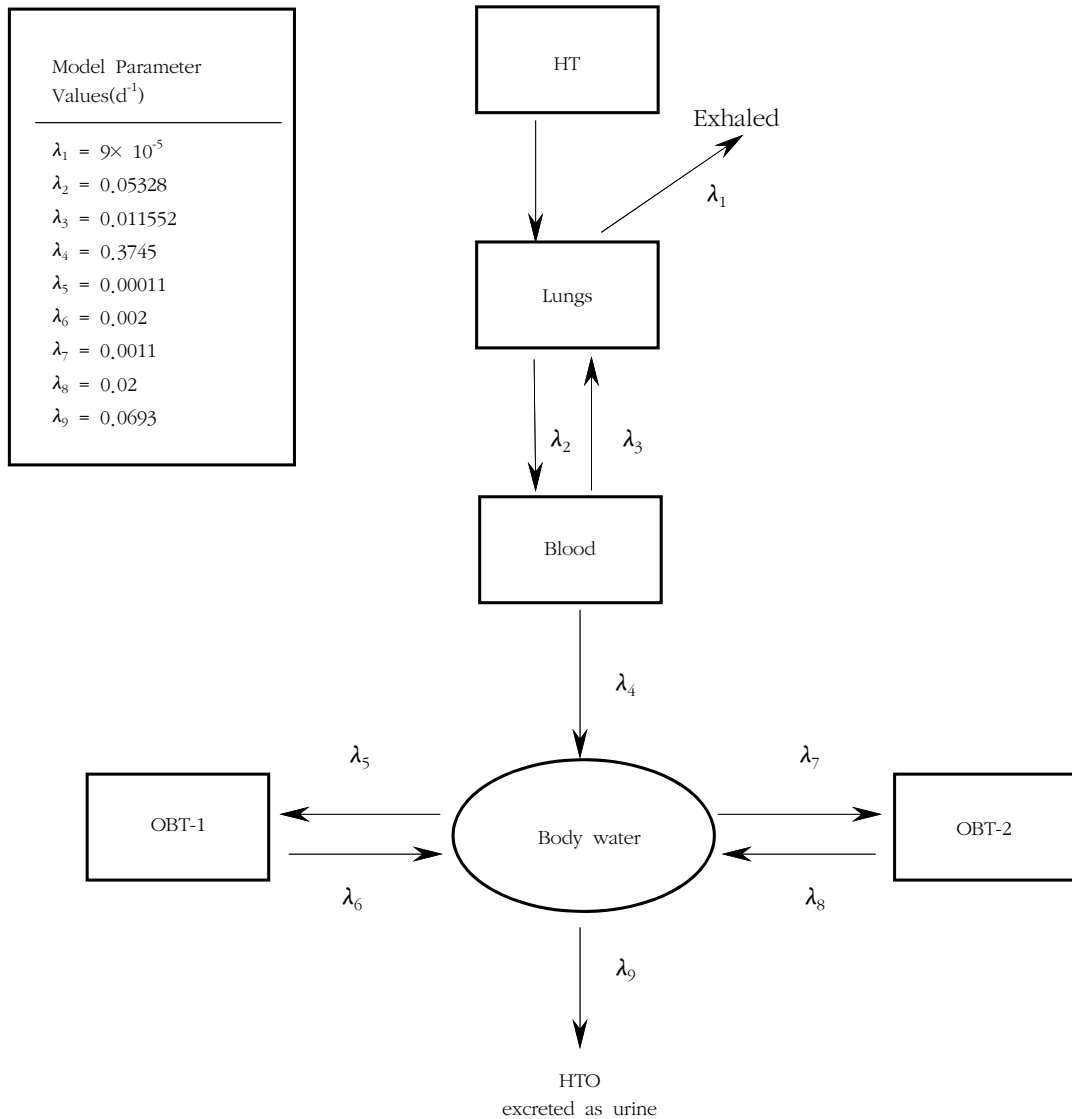 Model Parameter
Values(d⁻¹)
λ₁ = 9× 10⁻⁵
λ₂ = 0.05328
λ₃ = 0.011552
λ₄ = 0.3745
λ₅ = 0.00011
λ₆ = 0.002
λ₇ = 0.0011
λ₈ = 0.02
λ₉ = 0.0693
HT
Exhaled
λ₁
Lungs
λ₂
λ₃
Blood
λ₄
λ₅
λ₇
OBT-1
Body water
OBT-2
λ₆
λ₈
λ₉
HTO
excreted as urine